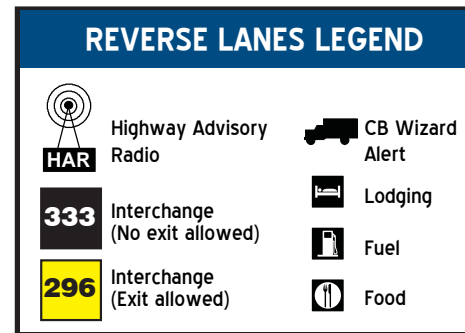 REVERSE LANES LEGEND
HAR
Highway Advisory
Radio
333
Interchange
(No exit allowed)
296
Interchange
(Exit allowed)
CB Wizard
Alert
Lodging
Fuel
Food